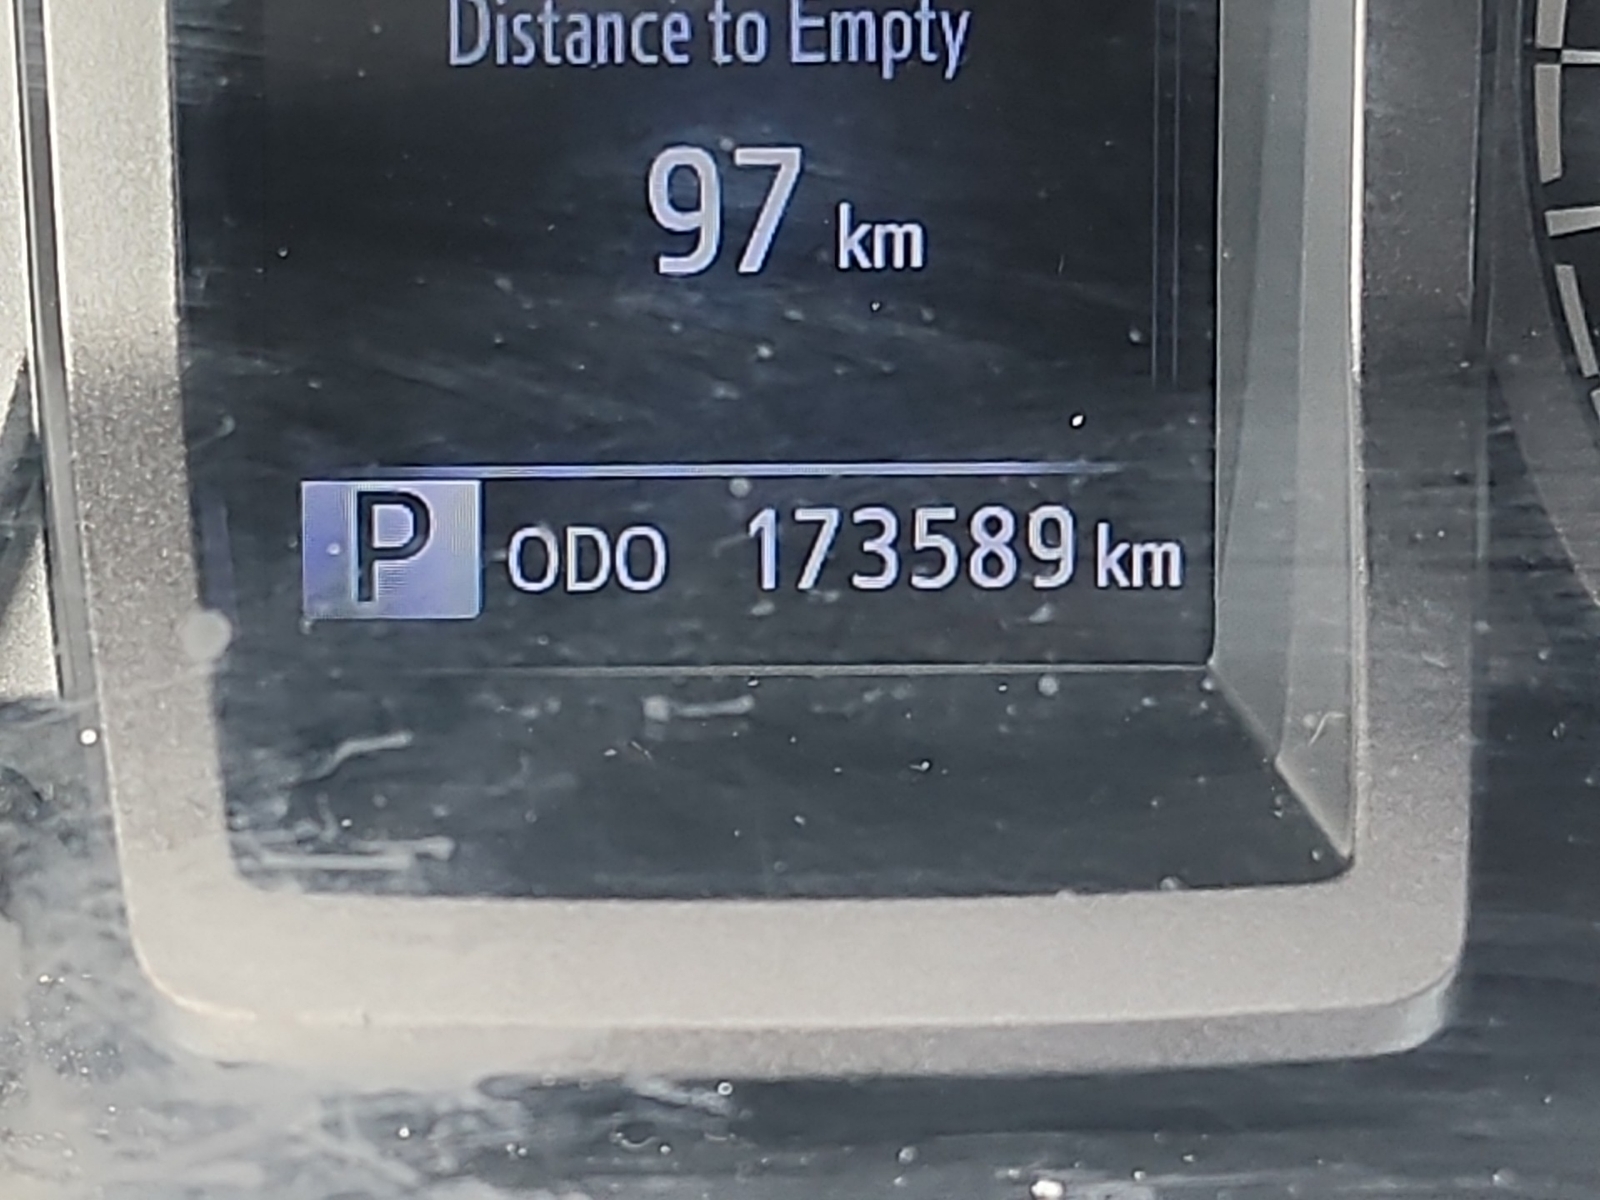 Distance to Empty
97 km
P ODO 173589 km